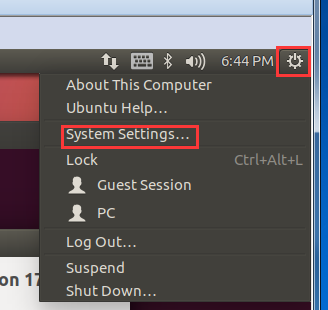 6:44 PM
About This Computer
Ubuntu Help...
System Settings...
Lock Ctrl+Alt+L
Guest Session
PC
Log Out...
on 17
Suspend
Shut Down...